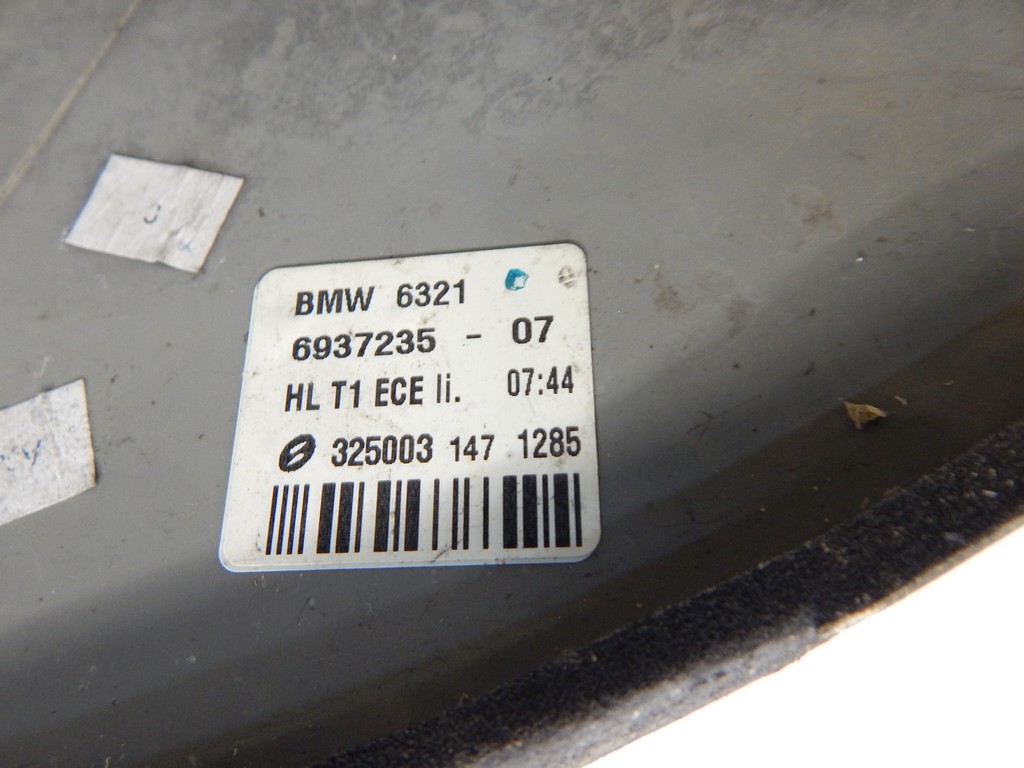 BMW 6321
6937235 - 07
HL T1 ECE li. 07:44
325003 147 1285